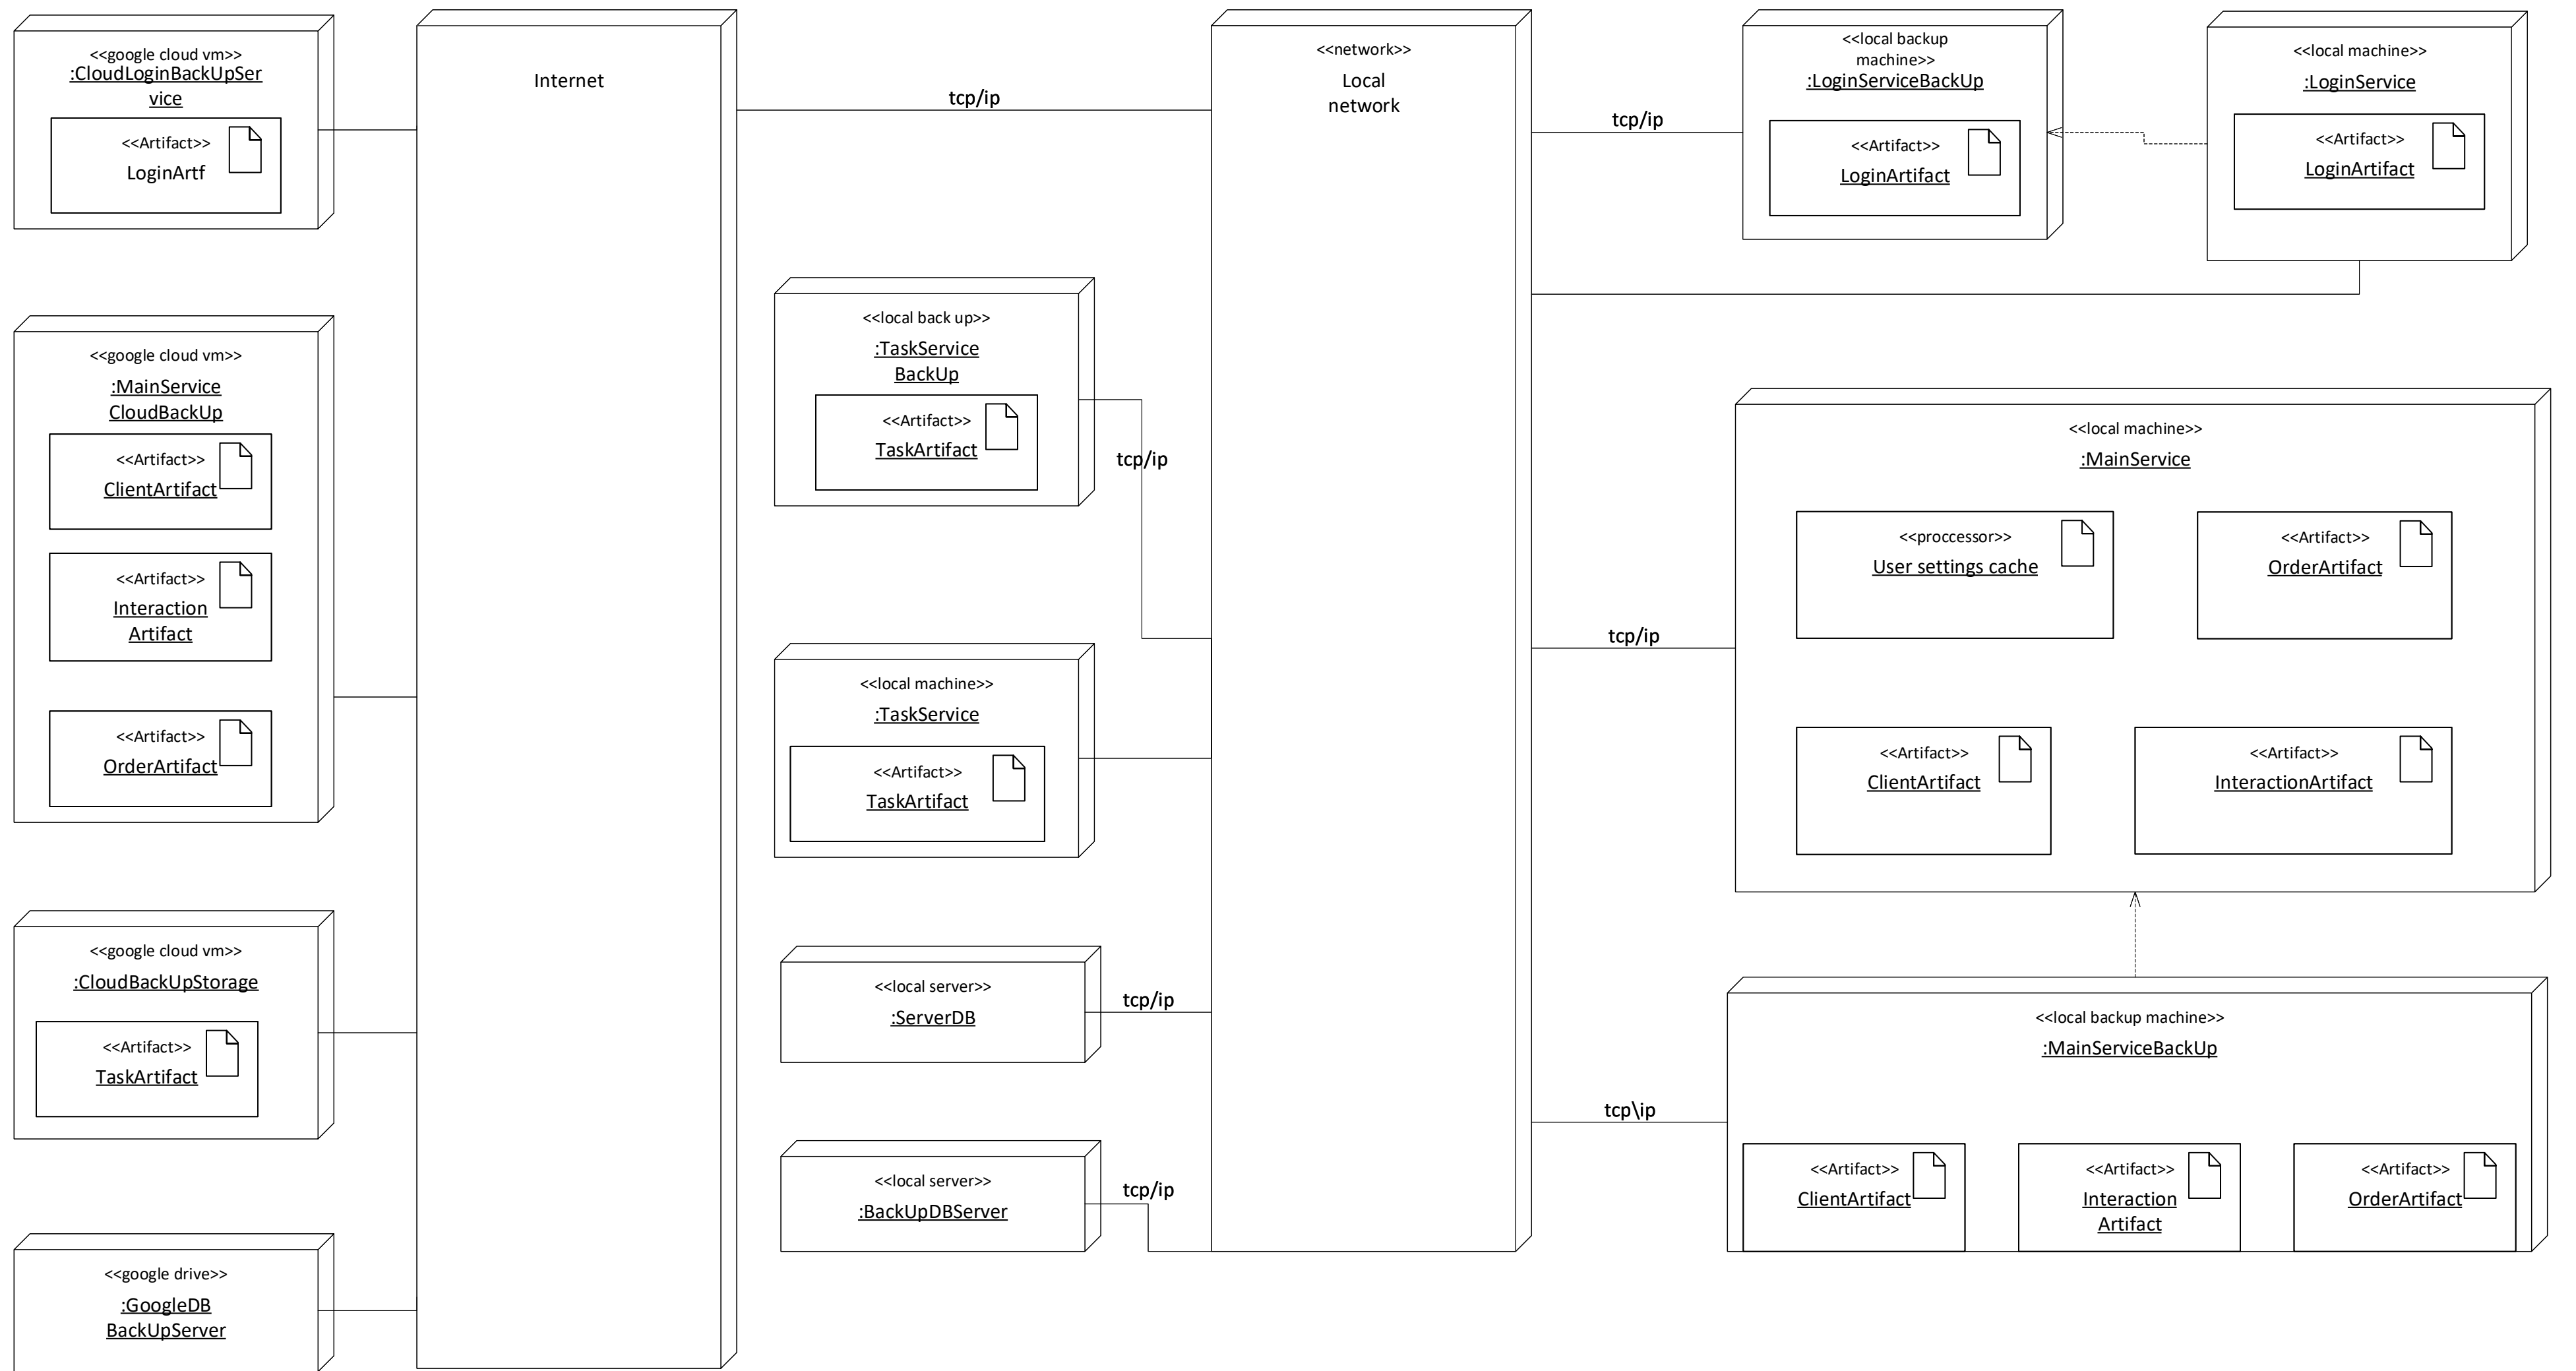 <<google cloud vm>>
:CloudLoginBackUpSer
vice
<<Artifact>>
LoginArtf
<<google cloud vm>>
:MainService
CloudBackUp
<<Artifact>>
ClientArtifact
<<Artifact>>
Interaction
Artifact
<<Artifact>>
OrderArtifact
<<google cloud vm>>
:CloudBackUpStorage
<<Artifact>>
TaskArtifact
<<google drive>>
:GoogleDB
BackUpServer
Internet
tcp/ip
<<local back up>>
:TaskService
BackUp
<<Artifact>>
TaskArtifact
tcp/ip
<<local machine>>
:TaskService
<<Artifact>>
TaskArtifact
<<local server>>
:ServerDB
tcp/ip
<<local server>>
:BackUpDBServer
tcp/ip
<<network>>
Local
network
tcp/ip
<<local backup
machine>>
:LoginServiceBackUp
<<Artifact>>
LoginArtifact
<<local machine>>
:LoginService
<<Artifact>>
LoginArtifact
tcp/ip
<<local machine>>
:MainService
<<proccessor>>
User settings cache
<<Artifact>>
OrderArtifact
<<Artifact>>
ClientArtifact
<<Artifact>>
InteractionArtifact
tcp\ip
<<local backup machine>>
:MainServiceBackUp
<<Artifact>>
ClientArtifact
<<Artifact>>
Interaction
Artifact
<<Artifact>>
OrderArtifact